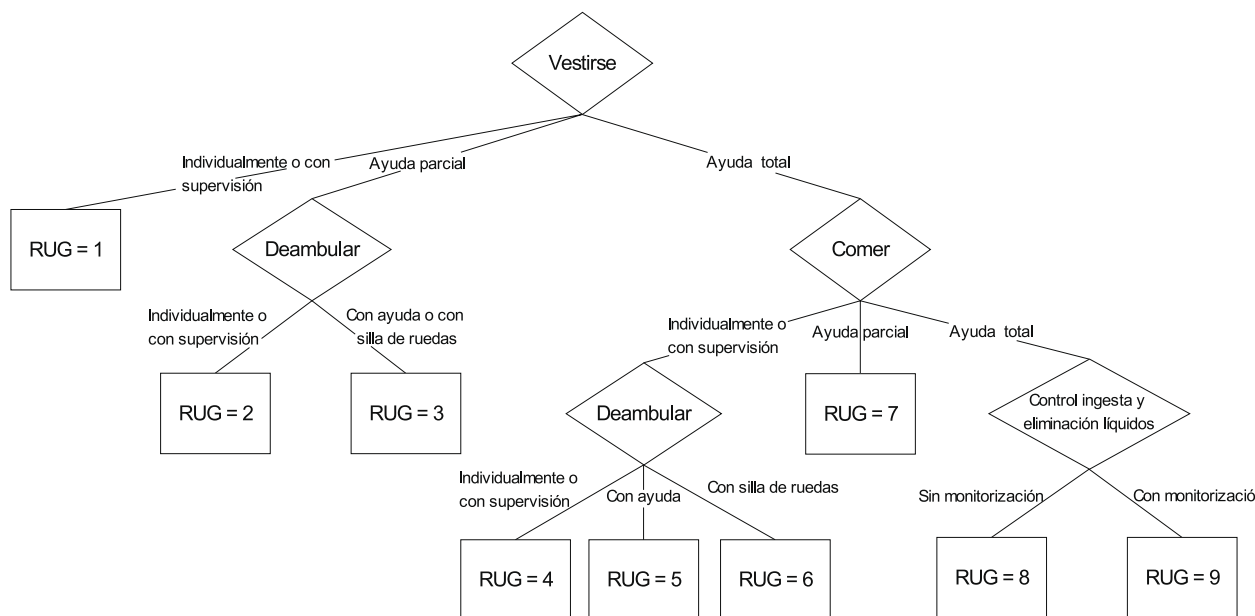 Vestirse
Individualmente o con
supervisión
Ayuda parcial
Ayuda total
RUG = 1
Deambular
Comer
Individualmente o
con supervisión
Con ayuda o con
silla de ruedas
Individualmente o
con supervisión
Ayuda parcial
Ayuda total
RUG = 2
RUG = 3
Deambular
RUG = 7
Control ingesta y
eliminación líquidos
Individualmente o
con supervisión
Con ayuda
Con silla de ruedas
Sin monitorización
Con monitorizació
RUG = 4
RUG = 5
RUG = 6
RUG = 8
RUG = 9